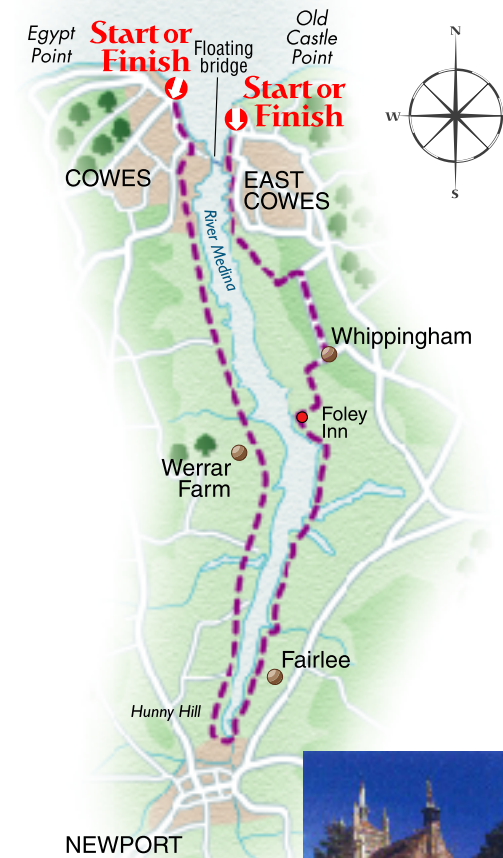 Egypt
Point
Start or
Finish
Floating
bridge
Old
Castle
Point
Start or
Finish
N
W
S
COWES
EAST
COWES
River Medina
Whippingham
Foley
Inn
Werrar
Farm
Fairlee
Hunny Hill
NEWPORT